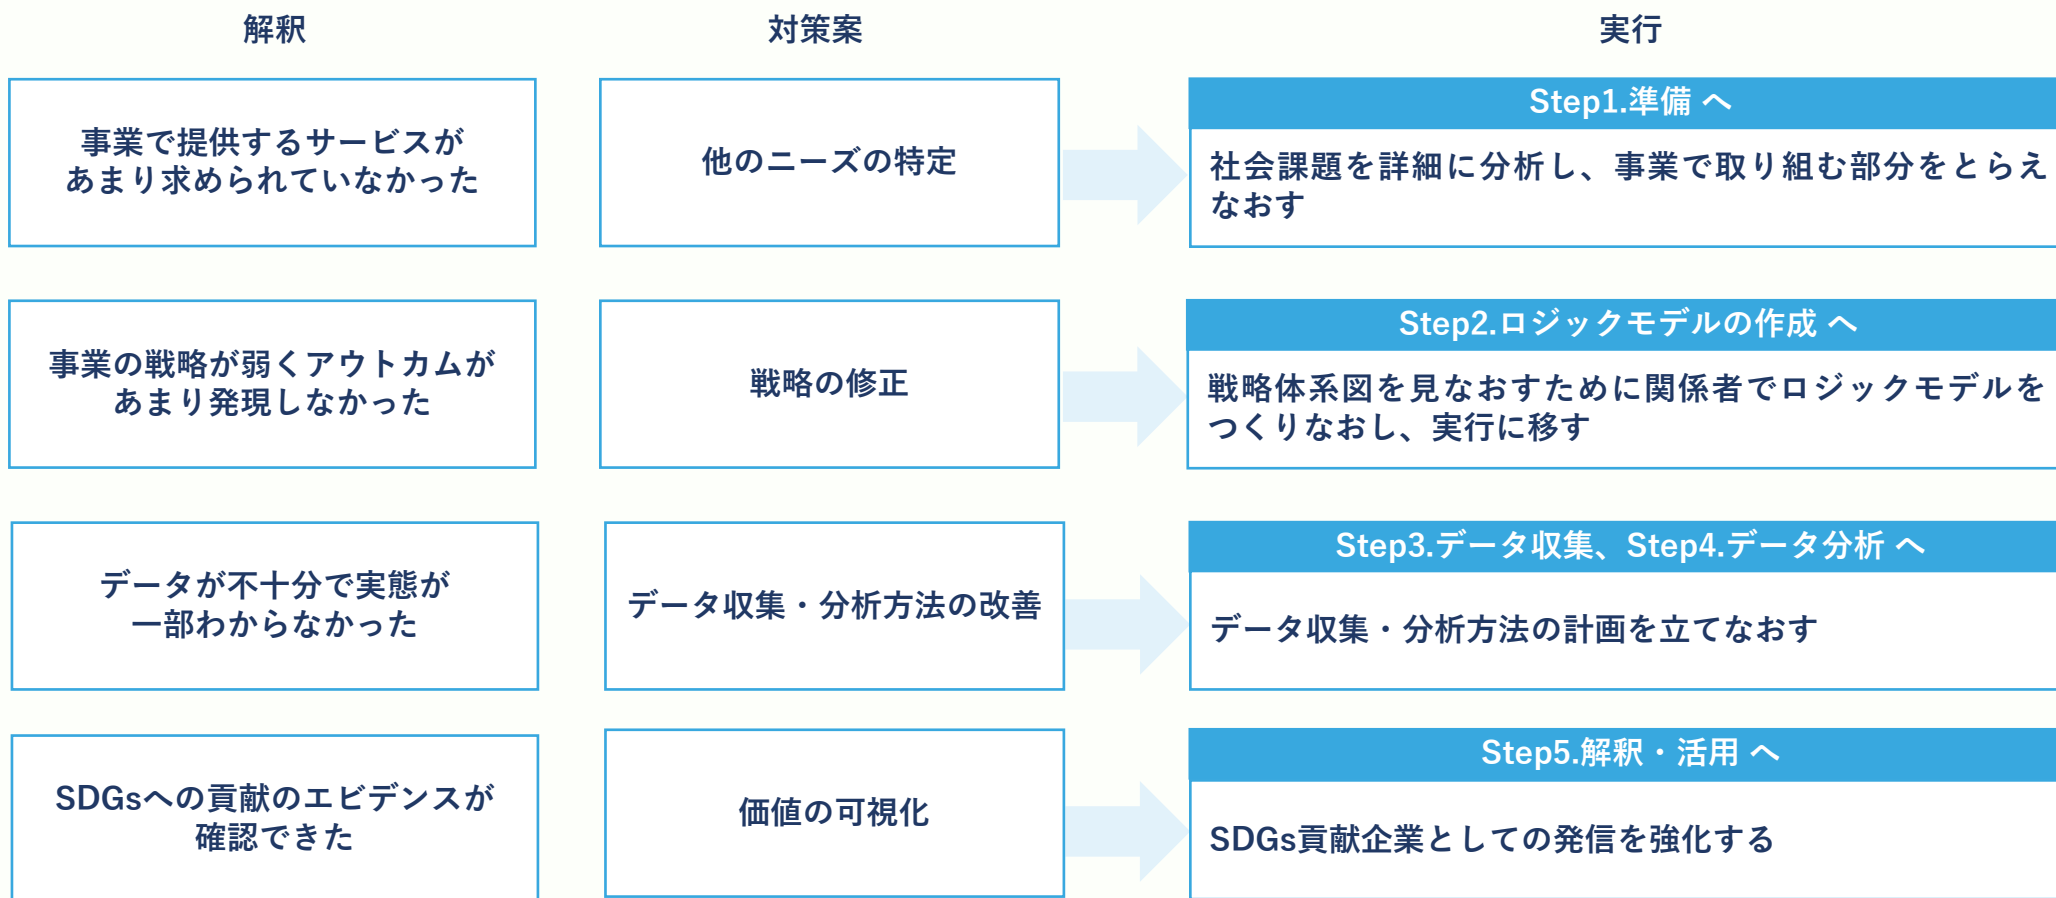 解釈
対策案
実行
事業で提供するサービスが
あまり求められていなかった
他のニーズの特定
Step1.準備 へ
社会課題を詳細に分析し、事業で取り組む部分をとらえ
なおす
事業の戦略が弱くアウトカムが
あまり発現しなかった
戦略の修正
Step2.ロジックモデルの作成 へ
戦略体系図を見なおすために関係者でロジックモデルを
つくりなおし、実行に移す
データが不十分で実態が
一部わからなかった
データ収集・分析方法の改善
Step3.データ収集、Step4.データ分析 へ
データ収集・分析方法の計画を立てなおす
SDGsへの貢献のエビデンスが
確認できた
価値の可視化
Step5.解釈・活用 へ
SDGs貢献企業としての発信を強化する